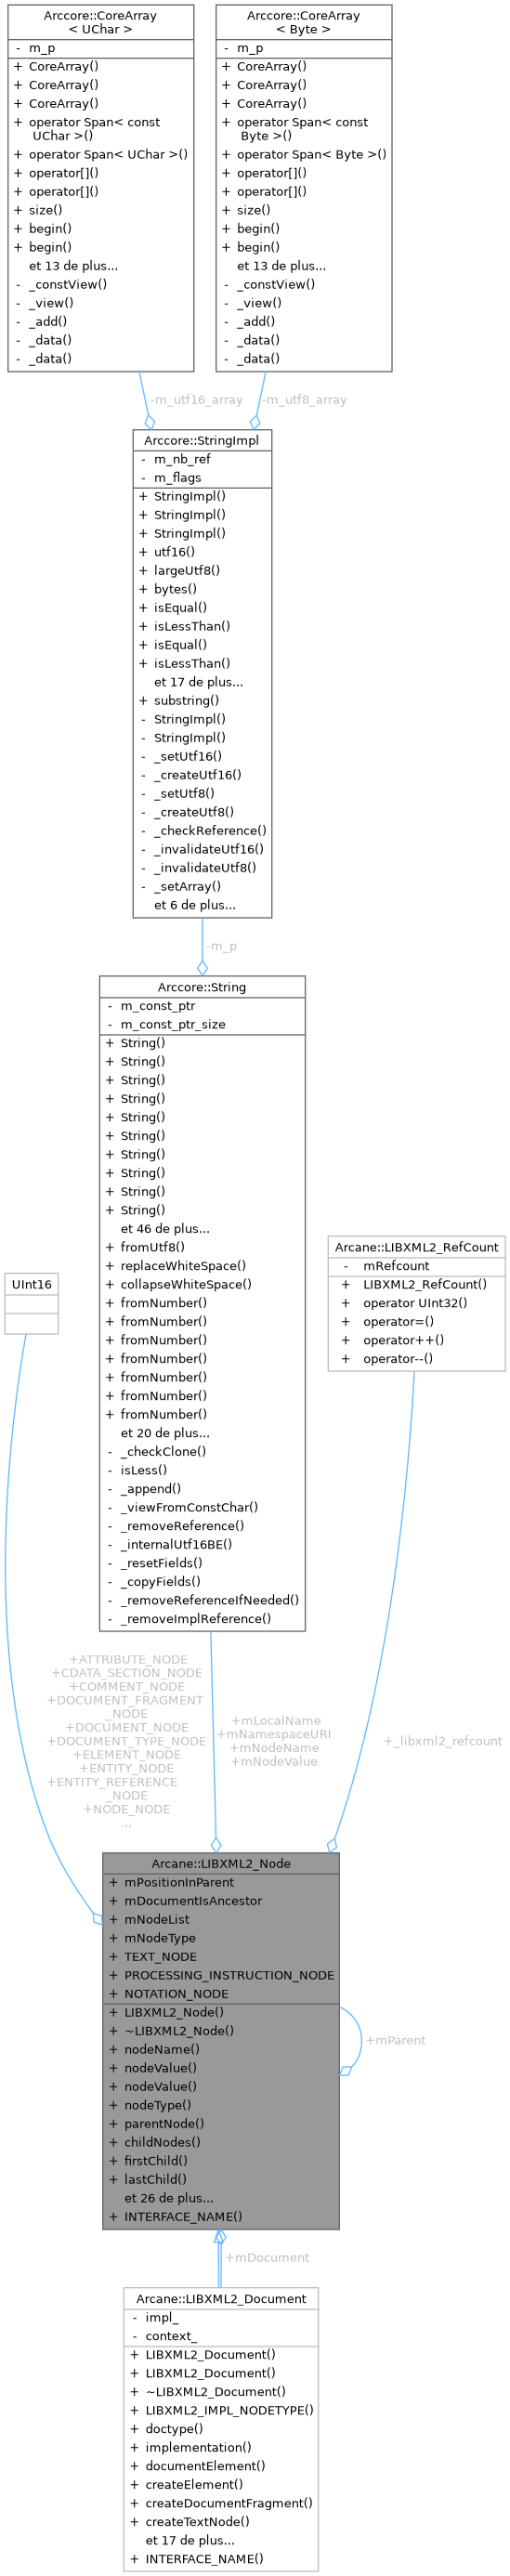 Arccore::CoreArray
< UChar >
- m_p
+ CoreArray()
+ CoreArray()
+ CoreArray()
+ operator Span< const
UChar >()
+ operator Span< UChar >()
+ operator[]()
+ operator[]()
+ size()
+ begin()
+ begin()
et 13 de plus...
- _constView()
- _view()
- _add()
- _data()
- _data()
Arccore::CoreArray
< Byte >
- m_p
+ CoreArray()
+ CoreArray()
+ CoreArray()
+ operator Span< const
Byte >()
+ operator Span< Byte >()
+ operator[]()
+ operator[]()
+ size()
+ begin()
+ begin()
et 13 de plus...
- _constView()
- _view()
- _add()
- _data()
- _data()
-m_utf16_array
-m_utf8_array
Arccore::StringImpl
- m_nb_ref
- m_flags
+ StringImpl()
+ StringImpl()
+ StringImpl()
+ utf16()
+ largeUtf8()
+ bytes()
+ isEqual()
+ isLessThan()
+ isEqual()
+ isLessThan()
et 17 de plus...
+ substring()
- StringImpl()
- StringImpl()
- _setUtf16()
- _createUtf16()
- _setUtf8()
- _createUtf8()
- _checkReference()
- _invalidateUtf16()
- _invalidateUtf8()
- _setArray()
et 6 de plus...
-m_p
Arccore::String
- m_const_ptr
- m_const_ptr_size
+ String()
+ String()
+ String()
+ String()
+ String()
+ String()
+ String()
+ String()
+ String()
+ String()
et 46 de plus...
+ fromUtf8()
+ replaceWhiteSpace()
+ collapseWhiteSpace()
+ fromNumber()
+ fromNumber()
+ fromNumber()
+ fromNumber()
+ fromNumber()
+ fromNumber()
+ fromNumber()
et 20 de plus...
- _checkClone()
- isLess()
- _append()
- _viewFromConstChar()
- _removeReference()
- _internalUtf16BE()
- _resetFields()
- _copyFields()
- _removeReferenceIfNeeded()
- _removeImplReference()
UInt16
Arcane::LIBXML2_RefCount
- mRefcount
+ LIBXML2_RefCount()
+ operator UInt32()
+ operator=()
+ operator++()
+ operator--()
+ATTRIBUTE_NODE
+CDATA_SECTION_NODE
+COMMENT_NODE
+DOCUMENT_FRAGMENT
_NODE
+DOCUMENT_NODE
+DOCUMENT_TYPE_NODE
+ELEMENT_NODE
+ENTITY_NODE
+ENTITY_REFERENCE
_NODE
+NODE_NODE
...
+mLocalName
+mNamespaceURI
+mNodeName
+mNodeValue
+_libxml2_refcount
Arcane::LIBXML2_Node
+ mPositionInParent
+ mDocumentIsAncestor
+ mNodeList
+ mNodeType
+ TEXT_NODE
+ PROCESSING_INSTRUCTION_NODE
+ NOTATION_NODE
+ LIBXML2_Node()
+ ~LIBXML2_Node()
+ nodeName()
+ nodeValue()
+ nodeValue()
+ nodeType()
+ parentNode()
+ childNodes()
+ firstChild()
+ lastChild()
et 26 de plus...
+ INTERFACE_NAME()
+mParent
+mDocument
Arcane::LIBXML2_Document
- impl_
- context_
+ LIBXML2_Document()
+ LIBXML2_Document()
+ ~LIBXML2_Document()
+ LIBXML2_IMPL_NODETYPE()
+ doctype()
+ implementation()
+ documentElement()
+ createElement()
+ createDocumentFragment()
+ createTextNode()
et 17 de plus...
+ INTERFACE_NAME()